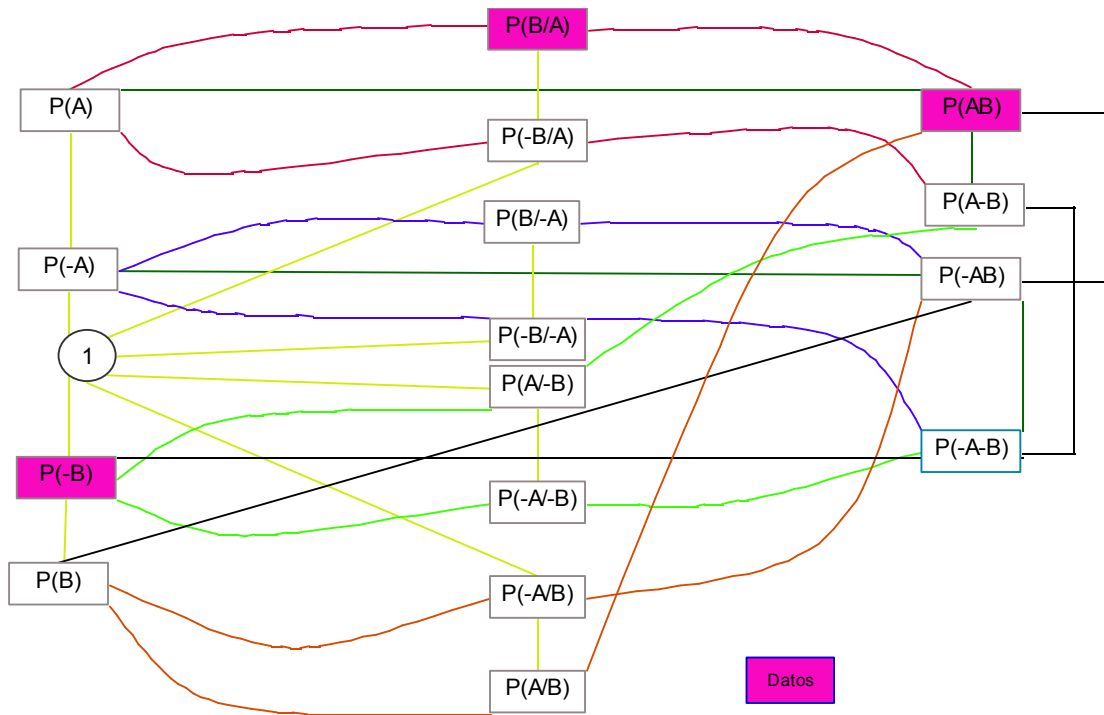 P(B/A)
P(A)
P(AB)
P(-B/A)
P(A-B)
P(B/-A)
P(-A)
P(-AB)
P(-B/-A)
1
P(A/-B)
P(-A-B)
P(-B)
P(-A/-B)
P(B)
P(-A/B)
P(A/B)
Datos